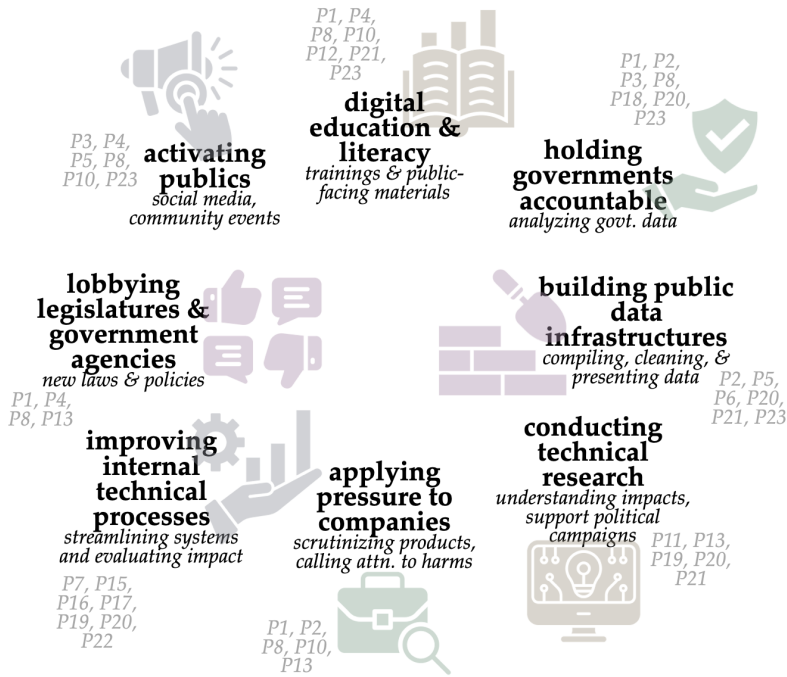 P1, P4,
P8, P10,
P12, P21,
P23
digital
education &
literacy
trainings & public-
facing materials
P3, P4,
P5, P8,
P10, P23
activating
publics
social media,
community events
P1, P2,
P3, P8,
P18, P20,
P23
holding
governments
accountable
analyzing govt. data
lobbying
legislatures &
government
agencies
new laws & policies
P1, P4,
P8, P13
building public
data
infrastructures
compiling, cleaning, &
presenting data
P2, P5,
P6, P20,
P21, P23
improving
internal
technical
processes
streamlining systems
and evaluating impact
P7, P15,
P16, P17,
P19, P20,
P22
applying
pressure to
companies
scrutinizing products,
calling attn. to harms
P1, P2,
P8, P10,
P13
conducting
technical
research
understanding impacts,
support political
campaigns
P11, P13,
P19, P20,
P21